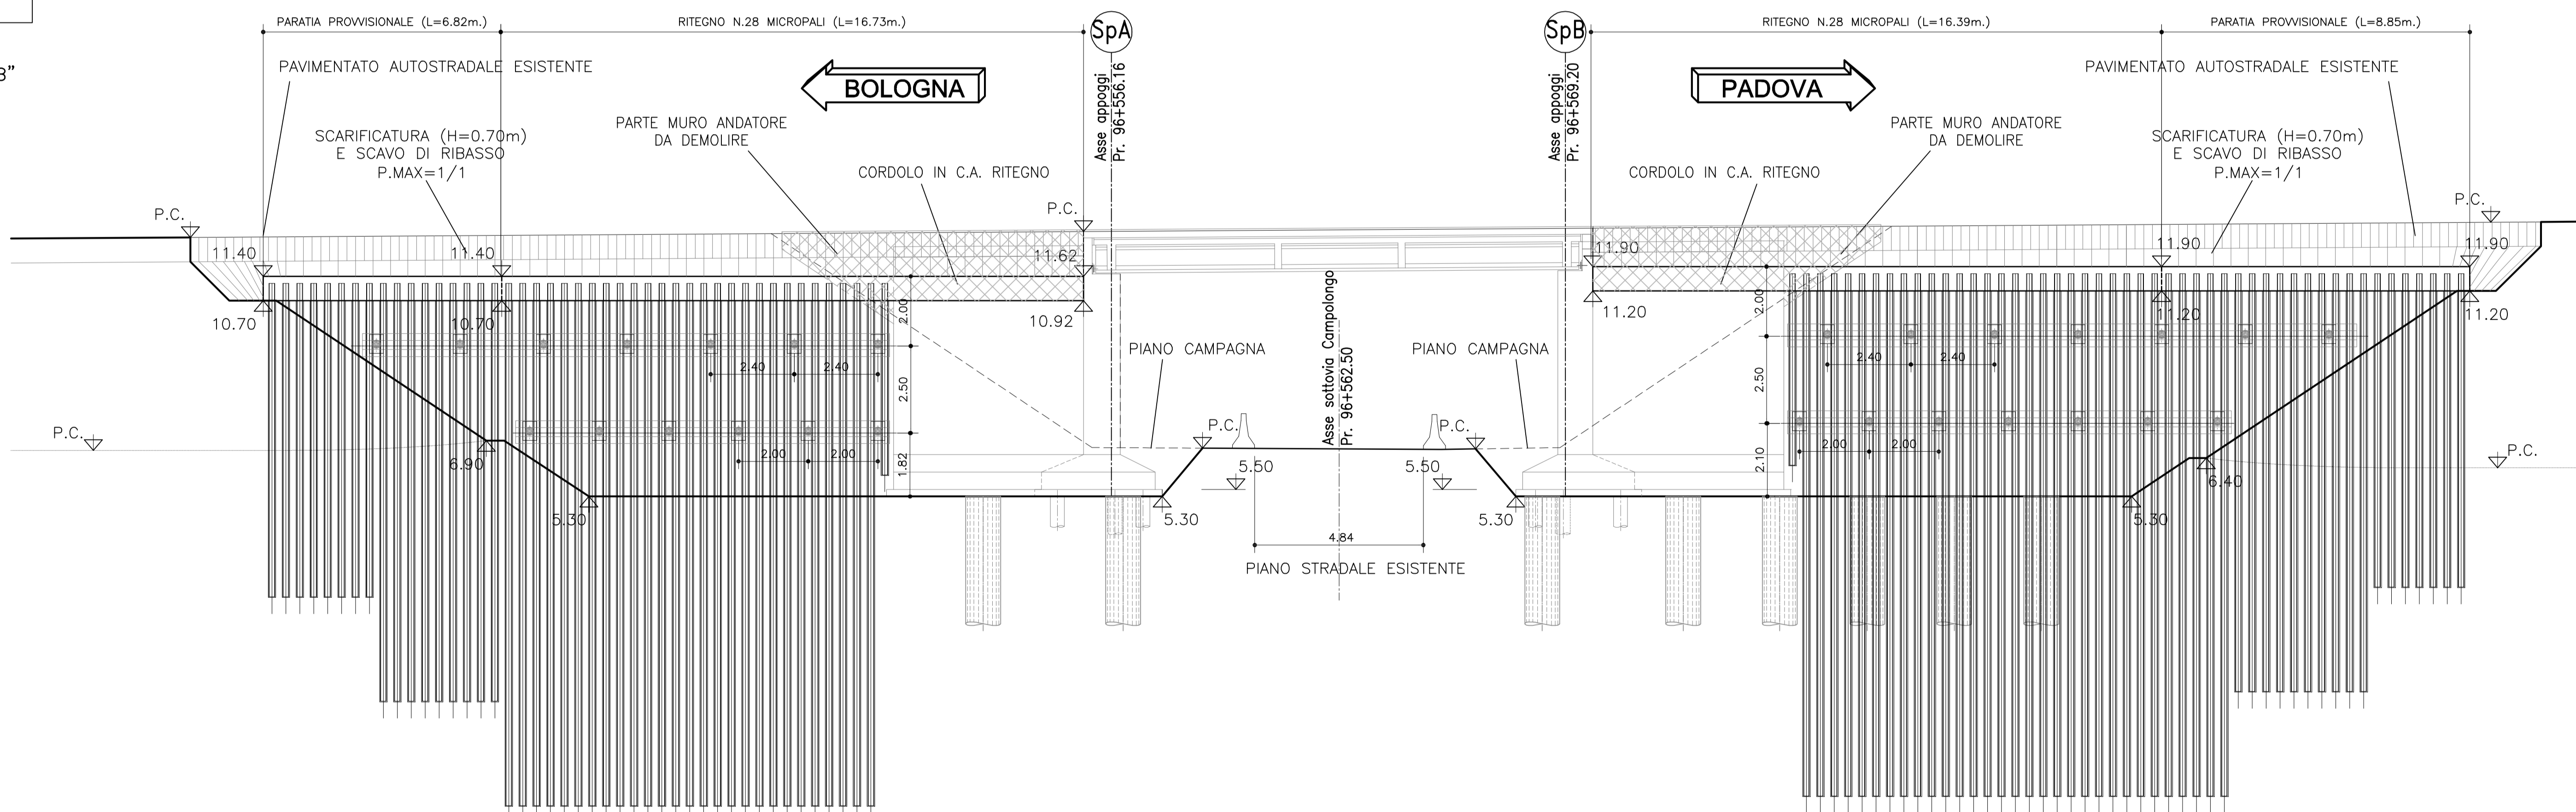 PARATIA PROVVISIONALE (L=6.82m.)
RITEGNO N.28 MICROPALI (L=16.73m.)
SpA
SpB
RITEGNO N.28 MICROPALI (L=16.39m.)
PARATIA PROVVISIONALE (L=8.85m.)
B"
PAVIMENTATO AUTOSTRADALE ESISTENTE
BOLOGNA
Asse appoggi
Pr. 96+556.16
Asse appoggi
Pr. 96+569.20
PADOVA
PAVIMENTATO AUTOSTRADALE ESISTENTE
SCARIFICATURA (H=0.70m)
E SCAVO DI RIBASSO
P.MAX=1/1
PARTE MURO ANDATORE
DA DEMOLIRE
CORDOLO IN C.A. RITEGNO
CORDOLO IN C.A. RITEGNO
PARTE MURO ANDATORE
DA DEMOLIRE
SCARIFICATURA (H=0.70m)
E SCAVO DI RIBASSO
P.MAX=1/1
P.C.
P.C.
P.C.
11.40
11.40
11.62
11.90
11.90
11.90
10.70
10.70
10.92
11.20
11.20
11.20
2.00
2.50
1.82
2.40
2.40
2.00
2.00
2.00
2.50
2.10
2.40
2.40
2.00
2.00
PIANO CAMPAGNA
PIANO CAMPAGNA
Asse sottovia Campolongo
Pr. 96+562.50
P.C.
P.C.
P.C.
P.C.
6.90
5.50
5.50
6.40
5.30
5.30
5.30
5.30
4.84
PIANO STRADALE ESISTENTE